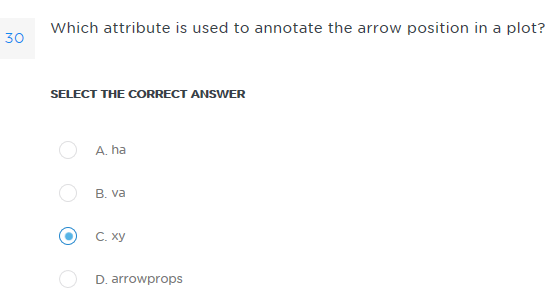 30
Which attribute is used to annotate the arrow position in a plot?
SELECT THE CORRECT ANSWER
A. ha
B. va
C. xy
D. arrowprops